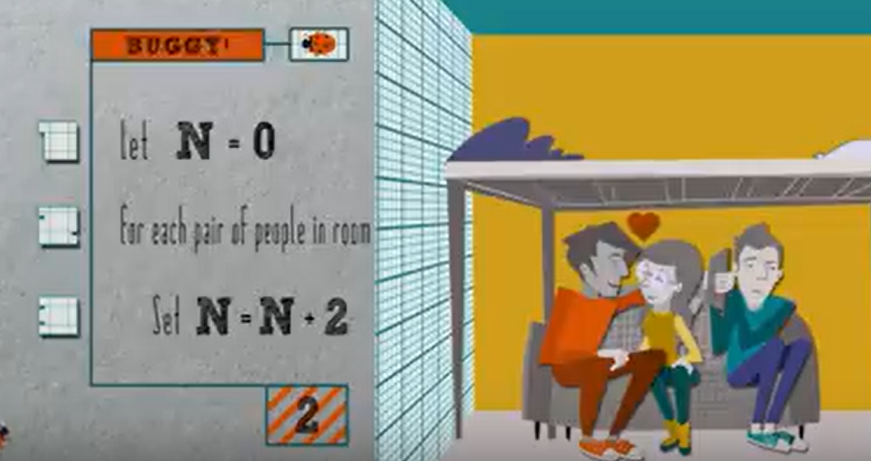 BUGGY!
let N = 0
For each pair of people in room
Set N = N + 2
2